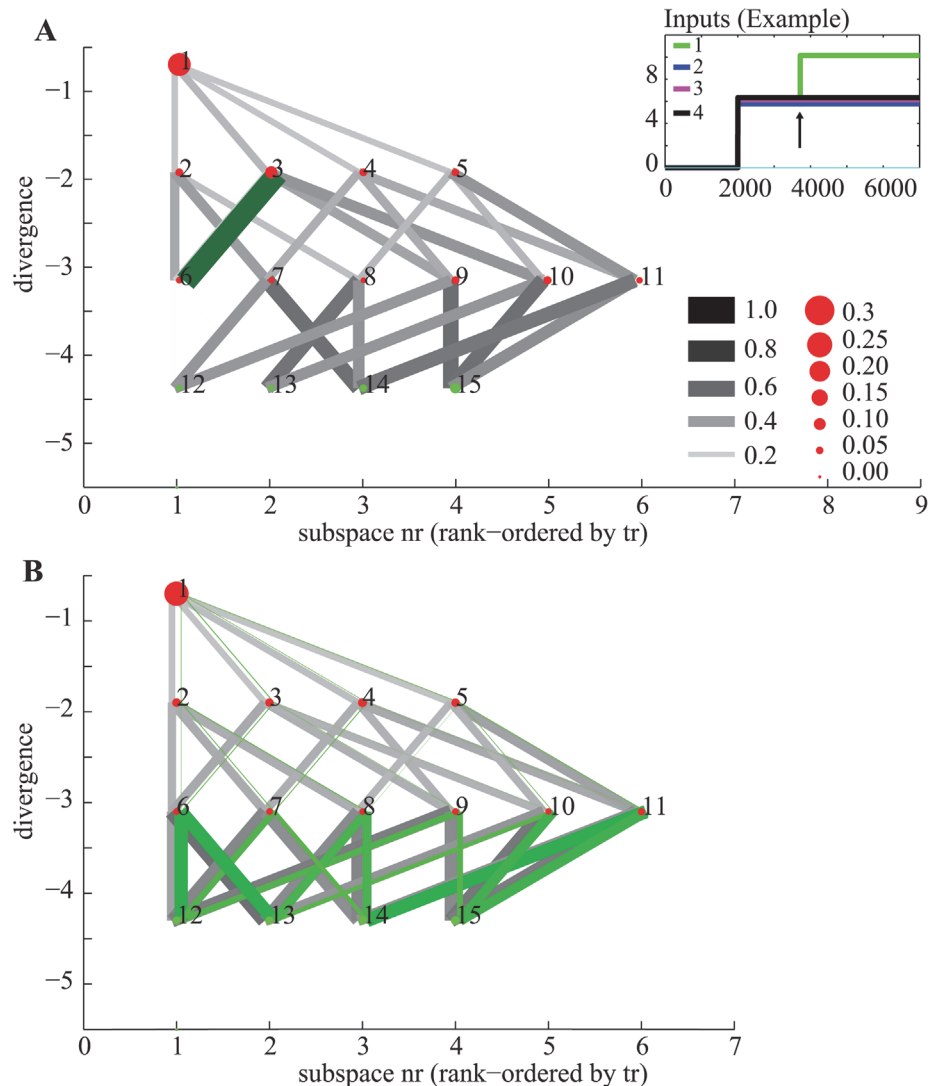 A
Inputs (Example)
1
2
3
4
8
4
0
0 2000 4000 6000
1
2 3 4 5
6 7 8 9 10 11
12 13 14 15
−1
−2
−3
−4
−5
divergence
1.0
0.8
0.6
0.4
0.2
0.3
0.25
0.20
0.15
0.10
0.05
0.00
0 1 2 3 4 5 6 7 8 9
subspace nr (rank−ordered by tr)
B
1
2 3 4 5
6 7 8 9 10 11
12 13 14 15
−1
−2
−3
−4
−5
divergence
0 1 2 3 4 5 6 7
subspace nr (rank−ordered by tr)